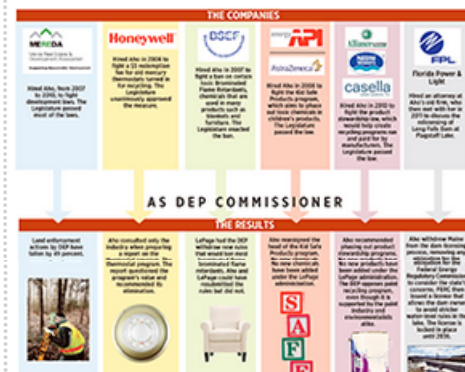 THE COMPANIES
MEREDA
Maine Real Estate &
Development Association
Honeywell
BSEF
API
AstraZeneca
casella
FPL
Florida Power &
Light
Hired Aho, from 2007
to 2010, to fight
development laws. The
Legislature passed
most of the laws.
Hired Aho in 2006 to
fight a $5 redemption
fee for old mercury
thermostats turned in
for recycling. The
Legislature
unanimously approved
the measure.
Hired Aho in 2007 to
fight a ban on certain
toxic Brominated
Flame Retardants,
chemicals that are
used in many
products such as
blankets and
furniture. The
Legislature enacted
the ban.
Hired Aho in 2008 to
fight the Kid Safe
Products program,
which aims to phase
out toxic chemicals in
children's products.
The Legislature
passed the law.
Hired Aho in 2010 to
fight the product
stewardship law, which
would help create
recycling programs run
and paid for by
manufacturers. The
Legislature passed
the law.
Hired an attorney at
Aho's old firm, who
then met with her in
2011 to discuss the
relicensing of
Long Falls Dam at
Flagstaff Lake.
AS DEP COMMISSIONER
THE RESULTS
Land enforcement
actions by DEP have
fallen by 49 percent.
Aho consulted only the
industry when preparing
a report on the
thermostat program. The
report questioned the
program's value and
recommended its
elimination.
LePage had the DEP
withdraw new rules
that would ban most
brominated flame
retardants. Aho and
LePage could have
resubmitted the
rules but did not.
Aho reassigned the
head of the Kid Safe
Products program.
No new chemicals
have been added
under the LePage
administration.
Aho recommended
phasing out product
stewardship programs.
No new products have
been added under the
LePage administration.
The DEP opposes paint
recycling program,
even though it is
supported by the paint
industry and
environmentalists
alike.
Aho withdrew Maine
from the dam licensing
process, removing any
obligation for the
Federal Energy
Regulatory Commission
to consider the state's
concerns. FERC then
issued a license that
allows the dam owner
to avoid stricter
water-level rules in the
lake. The license is
locked in place
until 2036.
SAFE